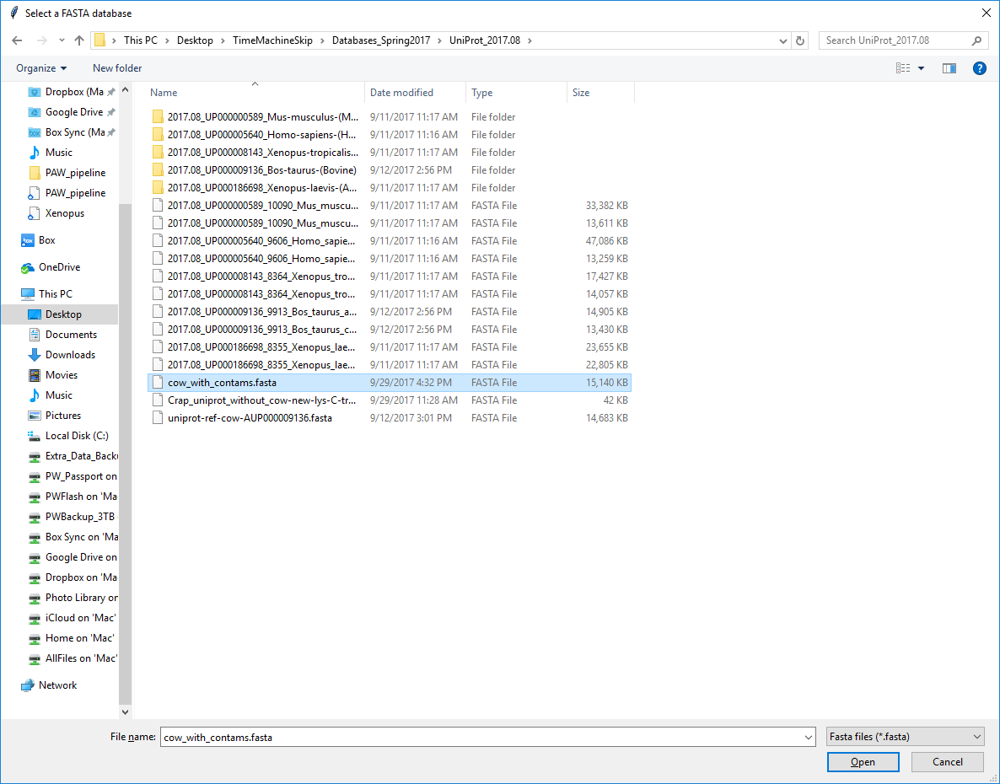 Select a FASTA database
This PC > Desktop > TimeMachineSkip > Databases_Spring2017 > UniProt_2017.08 >
Search UniProt_2017.08
Organize New folder
Name Date modified Type Size
Dropbox (Ma
Google Drive
Box Sync (Ma
Music
PAW_pipeline
PAW_pipeline
Xenopus
Box
OneDrive
This PC
Desktop
Documents
Downloads
Movies
Music
Pictures
Local Disk (C:)
Extra_Data_Backu
PW_Passport on
PWFlash on 'Ma
PWBackup_3TB
Box Sync on 'Ma
Google Drive on
Dropbox on 'Ma
Photo Library on
iCloud on 'Mac'
Home on 'Mac'
AllFiles on 'Mac'
Network
2017.08_UP000000589_Mus-musculus-(M... 9/11/2017 11:17 AM File folder
2017.08_UP000005640_Homo-sapiens-(H... 9/11/2017 11:16 AM File folder
2017.08_UP000008143_Xenopus-tropicalis... 9/11/2017 11:17 AM File folder
2017.08_UP000009136_Bos-taurus-(Bovine) 9/12/2017 2:56 PM File folder
2017.08_UP000186698_Xenopus-laevis-(A... 9/11/2017 11:17 AM File folder
2017.08_UP000000589_10090_Mus_muscu... 9/11/2017 11:17 AM FASTA File 33,382 KB
2017.08_UP000000589_10090_Mus_muscu... 9/11/2017 11:17 AM FASTA File 13,611 KB
2017.08_UP000005640_9606_Homo_sapie... 9/11/2017 11:16 AM FASTA File 47,086 KB
2017.08_UP000005640_9606_Homo_sapie... 9/11/2017 11:16 AM FASTA File 13,259 KB
2017.08_UP000008143_8364_Xenopus_tro... 9/11/2017 11:17 AM FASTA File 17,427 KB
2017.08_UP000008143_8364_Xenopus_tro... 9/11/2017 11:17 AM FASTA File 14,057 KB
2017.08_UP000009136_9913_Bos_taurus_a... 9/12/2017 2:56 PM FASTA File 14,905 KB
2017.08_UP000009136_9913_Bos_taurus_c... 9/12/2017 2:56 PM FASTA File 13,430 KB
2017.08_UP000186698_8355_Xenopus_lae... 9/11/2017 11:17 AM FASTA File 23,655 KB
2017.08_UP000186698_8355_Xenopus_lae... 9/11/2017 11:17 AM FASTA File 22,805 KB
cow_with_contams.fasta 9/29/2017 4:32 PM FASTA File 15,140 KB
Crap_uniprot_without_cow-new-lys-C-tr... 9/29/2017 11:28 AM FASTA File 42 KB
uniprot-ref-cow-AUP000009136.fasta 9/12/2017 3:01 PM FASTA File 14,683 KB
File name: cow_with_contams.fasta Fasta files (*.fasta)
Open Cancel